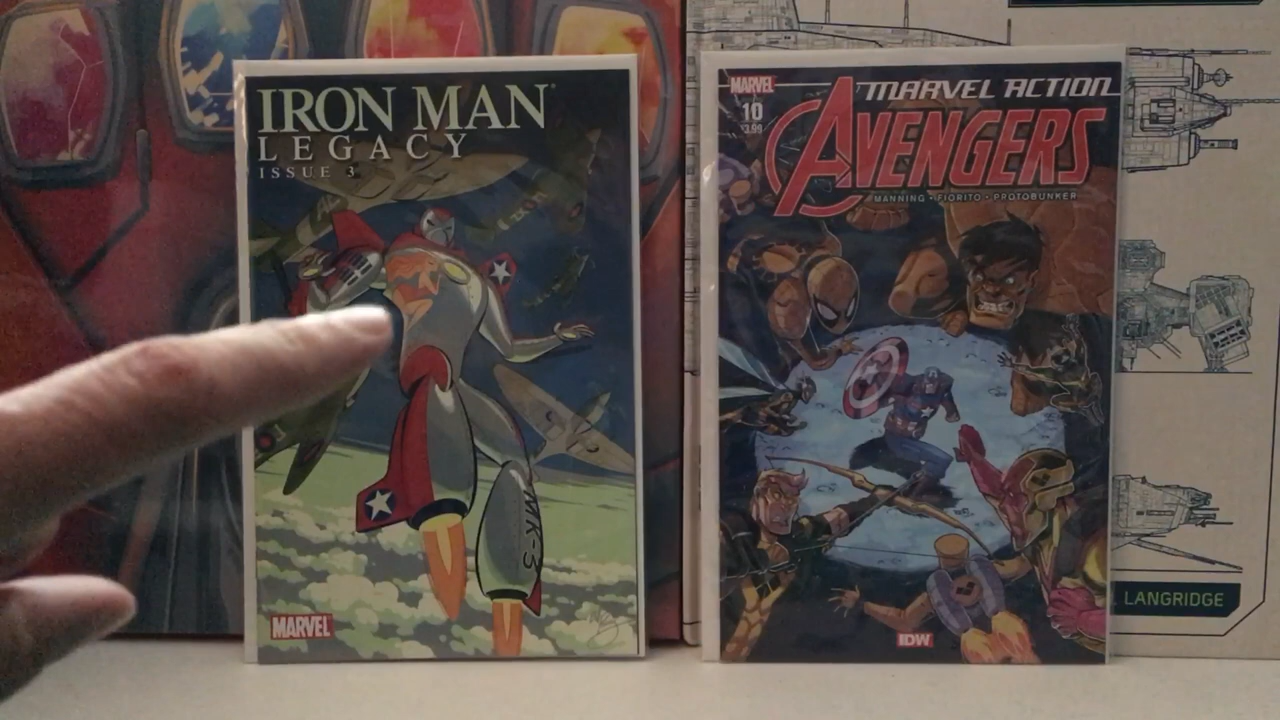 IRON MAN
LEGACY
ISSUE 3
MK-3
MARVEL
MARVEL
10
$3.99
MARVEL ACTION
AVENGERS
MANNING · FIORITO · PROTOBUNKER
IDW
LANGRIDGE